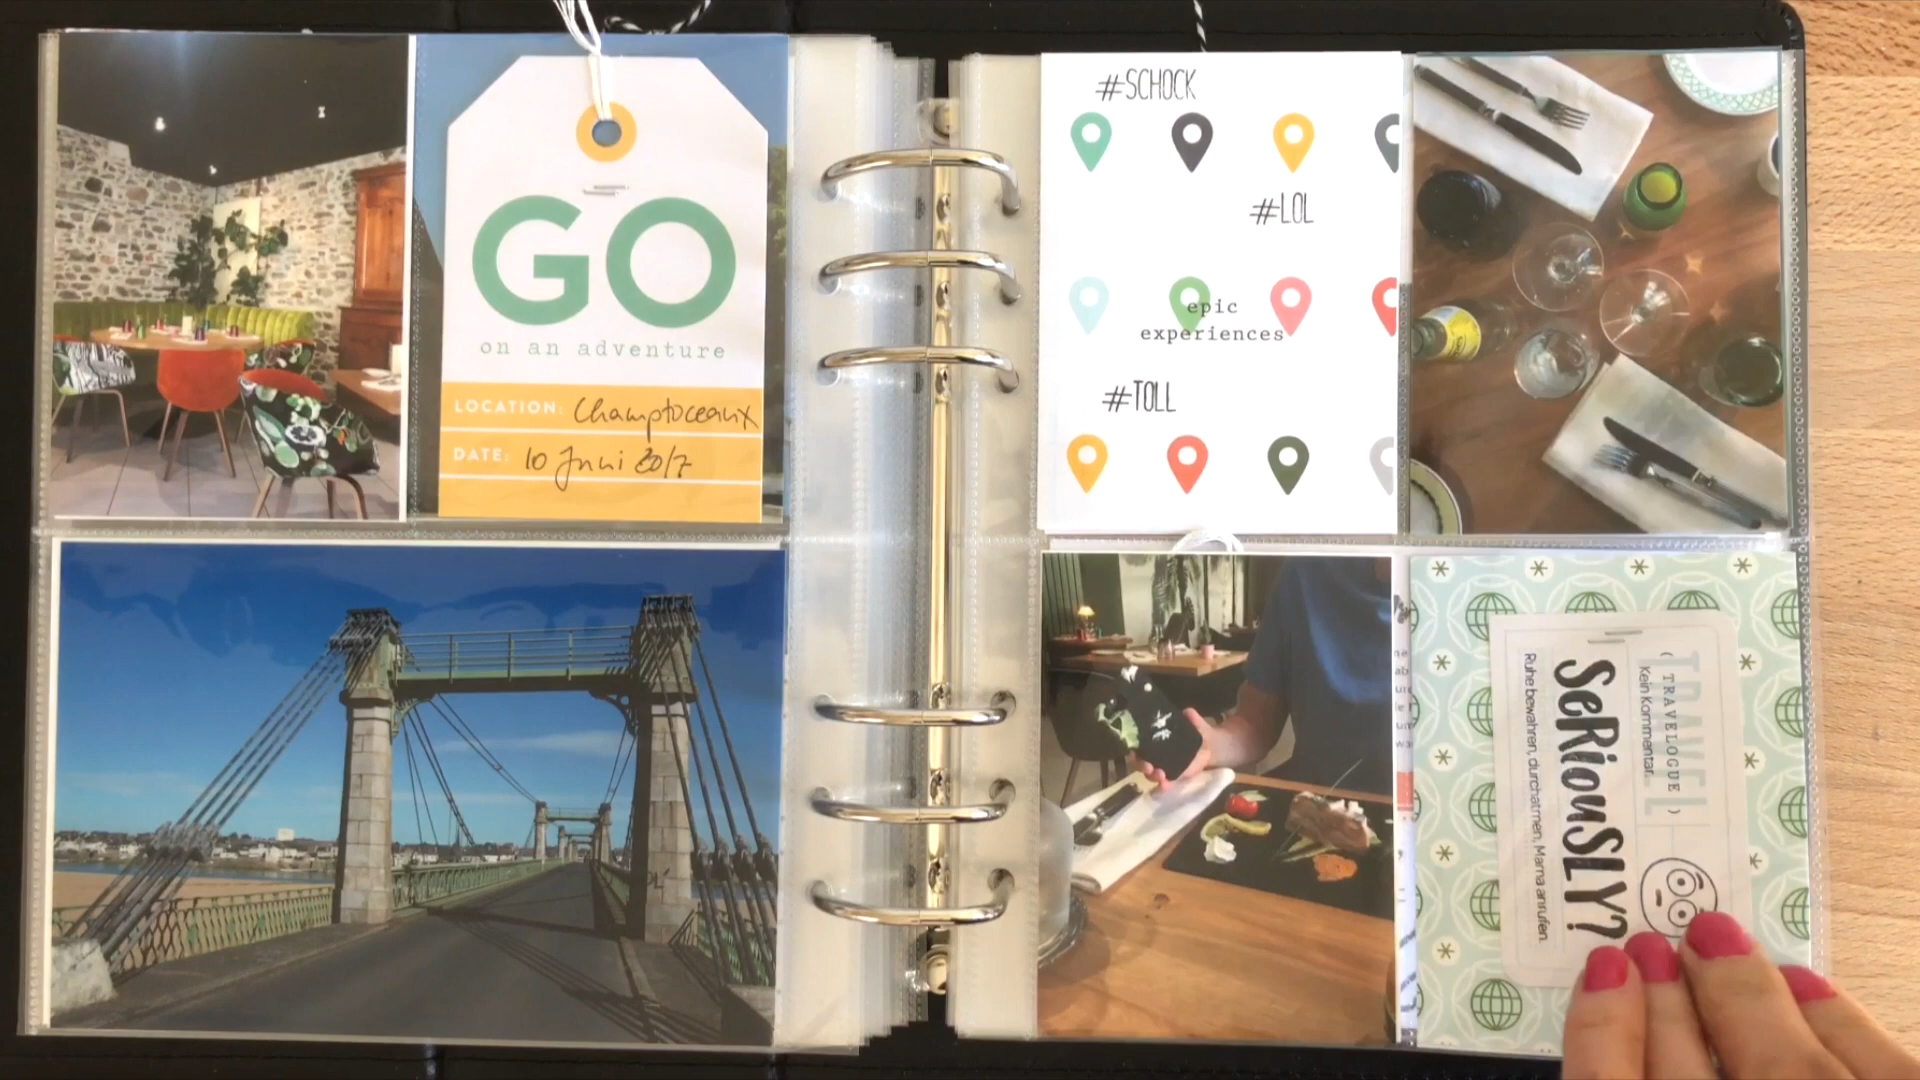 GO
on an adventure
LOCATION: Champtoceaux
DATE: 10 Juni 2017
#SCHOCK
#LOL
epic
experiences
#TOLL
TRAVEL
( TRAVELOGUE )
Kein Kommentar.
SeRiouSLY?
Ruhe bewahren, durchatmen, Mama anrufen.